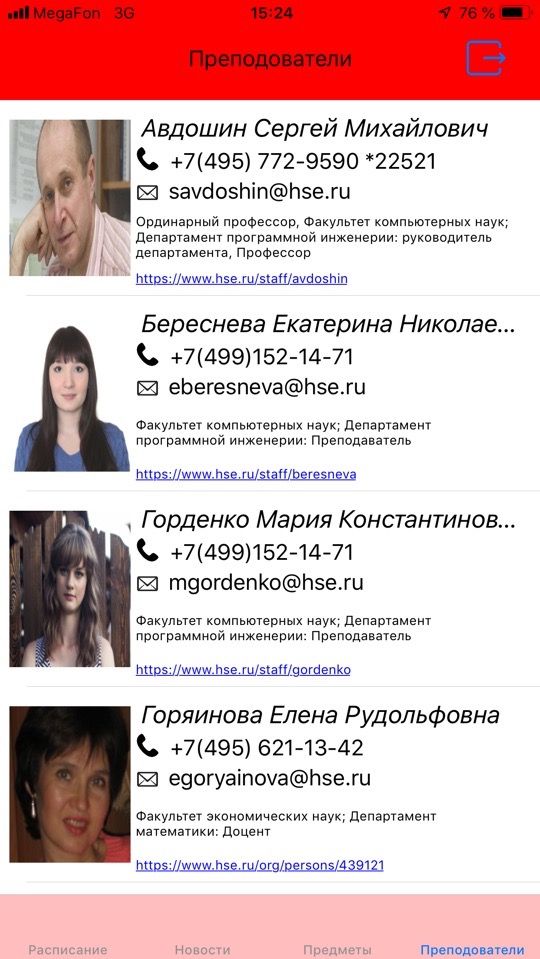 MegaFon 3G 15:24 76 %
Преподователи
Авдошин Сергей Михайлович
+7(495) 772-9590 *22521
savdoshin@hse.ru
Ординарный профессор, Факультет компьютерных наук;
Департамент программной инженерии: руководитель
департамента, Профессор
https://www.hse.ru/staff/avdoshin
Береснева Екатерина Николае...
+7(499)152-14-71
eberesneva@hse.ru
Факультет компьютерных наук; Департамент
программной инженерии: Преподаватель
https://www.hse.ru/staff/beresneva
Горденко Мария Константинов...
+7(499)152-14-71
mgordenko@hse.ru
Факультет компьютерных наук; Департамент
программной инженерии: Преподаватель
https://www.hse.ru/staff/gordenko
Горяинова Елена Рудольфовна
+7(495) 621-13-42
egoryainova@hse.ru
Факультет экономических наук; Департамент
математики: Доцент
https://www.hse.ru/org/persons/439121
Расписание Новости Предметы Преподователи